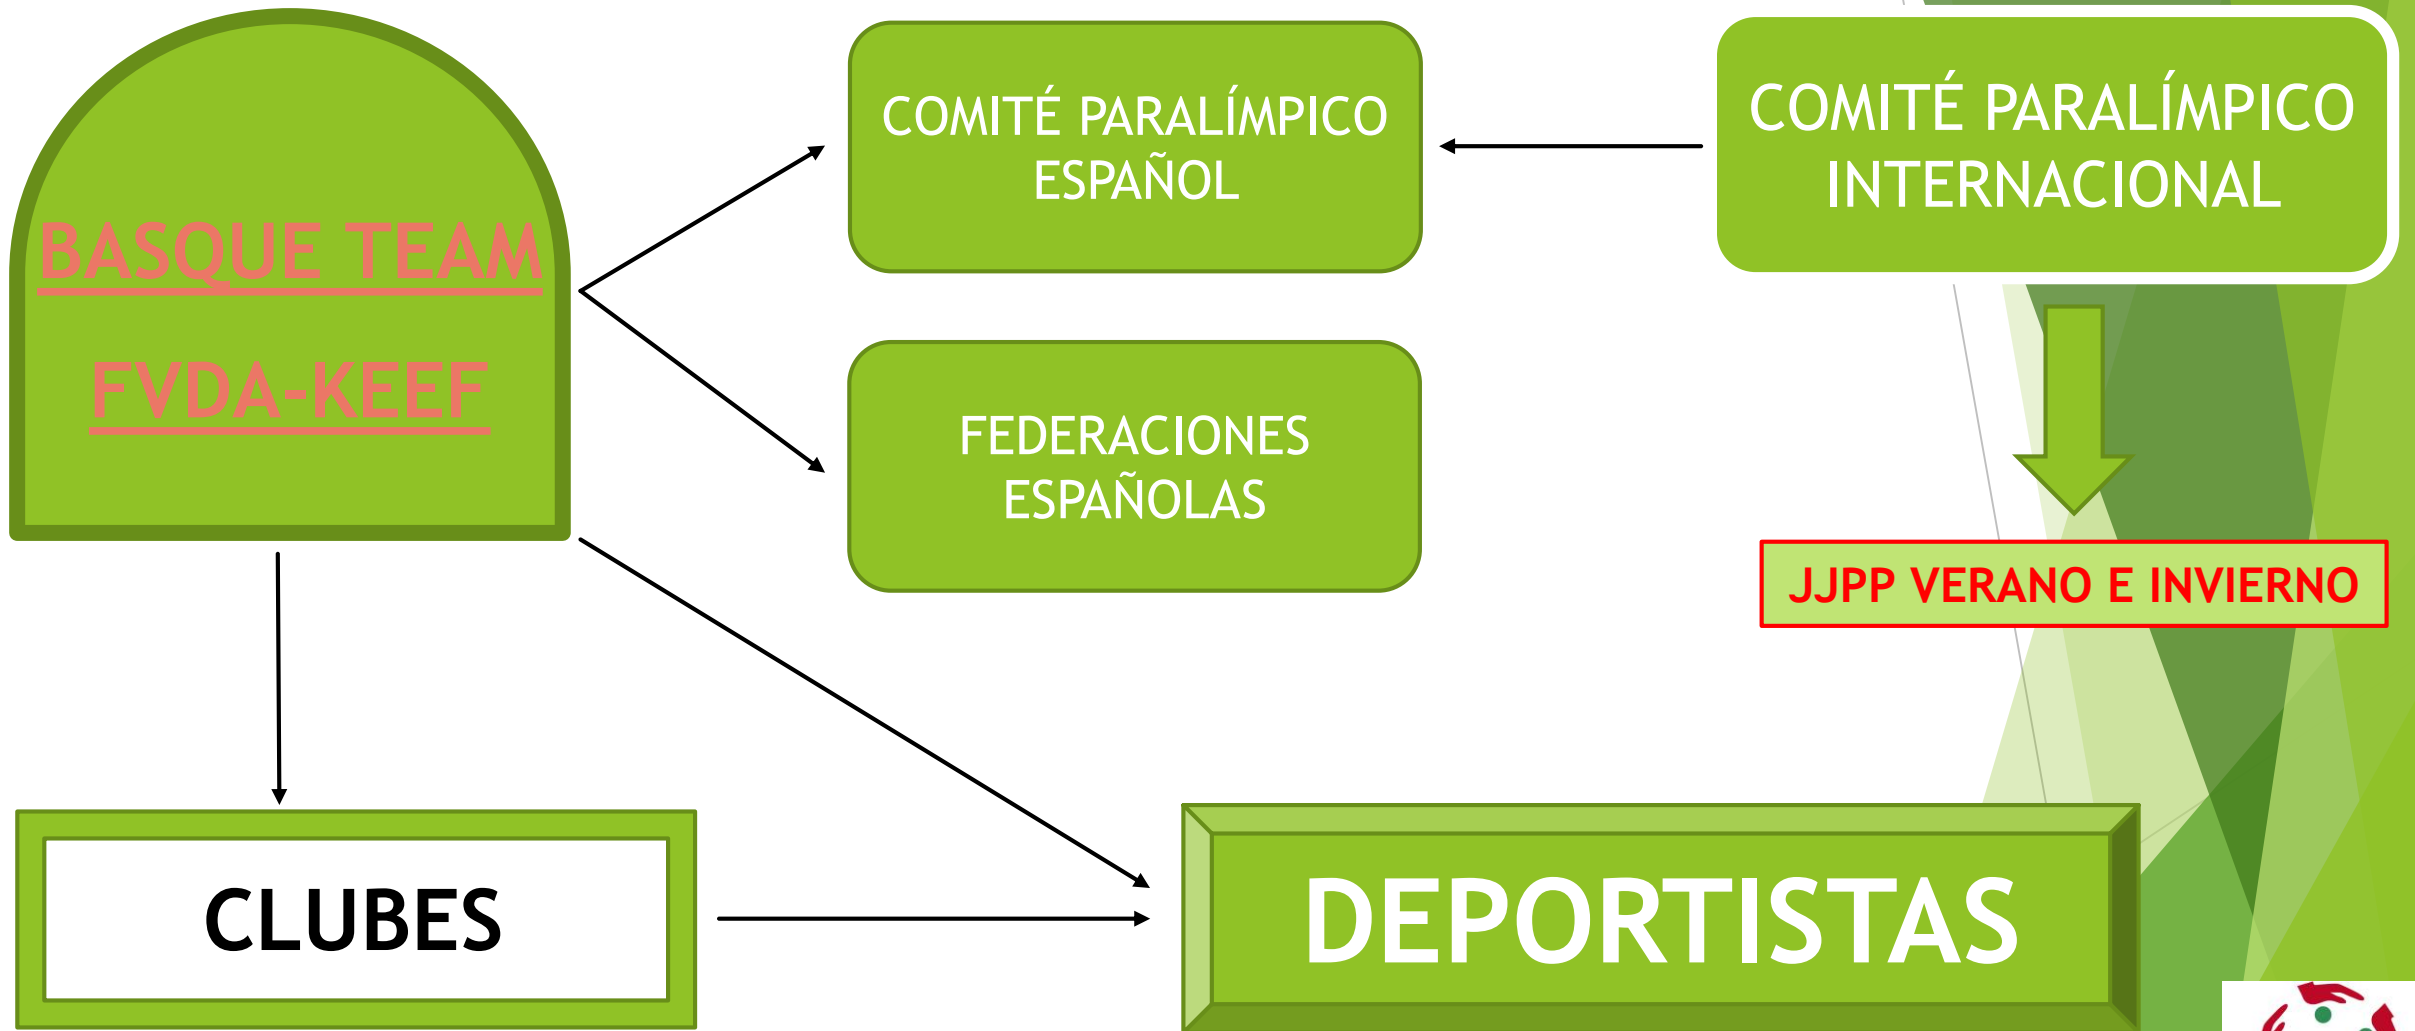 BASQUE TEAM
FVDA-KEEF
COMITÉ PARALÍMPICO
ESPAÑOL
COMITÉ PARALÍMPICO
INTERNACIONAL
FEDERACIONES
ESPAÑOLAS
JJPP VERANO E INVIERNO
CLUBES
DEPORTISTAS